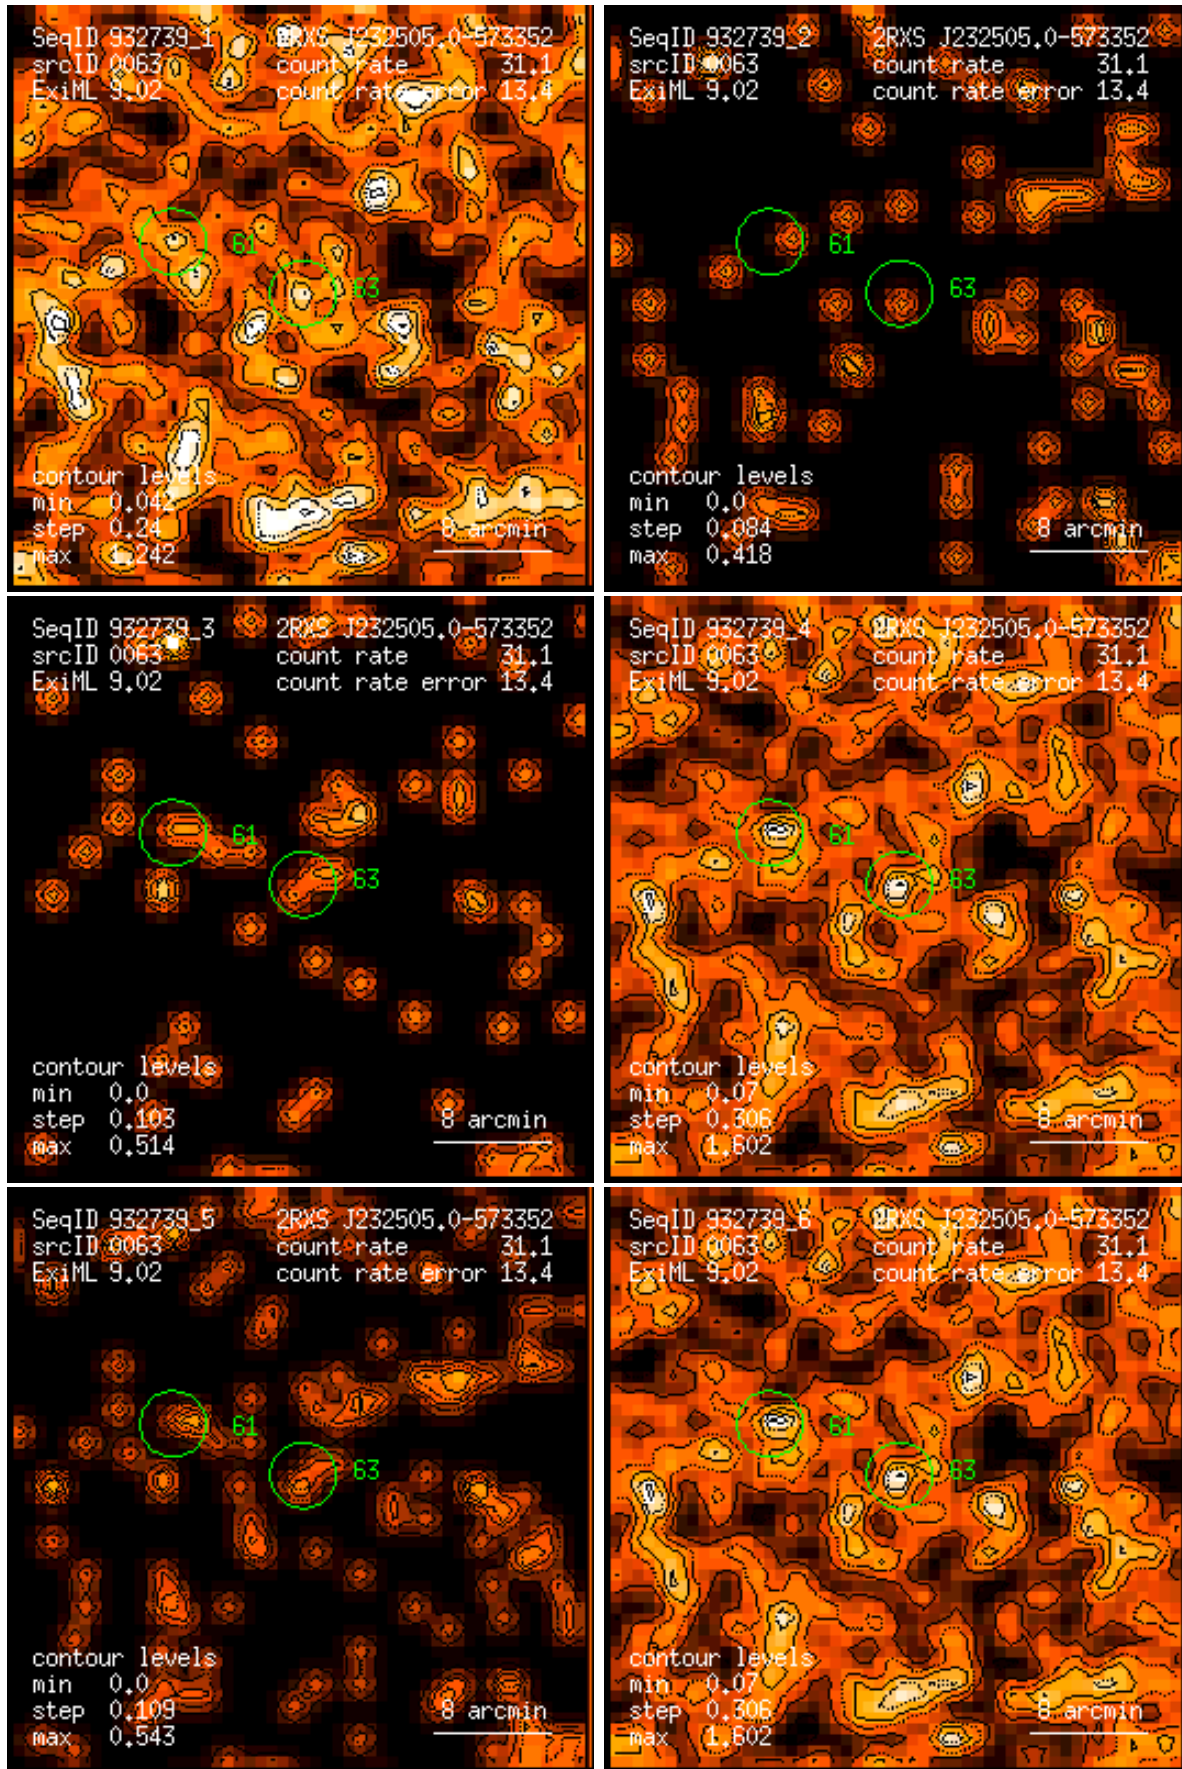 SeqID 932739_1 2RXS J232505.0-573352
srcID 0063 count rate 31.1
ExiML 9.02 count rate error 13.4
61
63
contour levels
min 0.042
step 0.24
max 1.242
8 arcmin
SeqID 932739_2 2RXS J232505.0-573352
srcID 0063 count rate 31.1
ExiML 9.02 count rate error 13.4
61
63
contour levels
min 0.0
step 0.084
max 0.418
8 arcmin
SeqID 932739_3 2RXS J232505.0-573352
srcID 0063 count rate 31.1
ExiML 9.02 count rate error 13.4
61
63
contour levels
min 0.0
step 0.103
max 0.514
8 arcmin
SeqID 932739_4 2RXS J232505.0-573352
srcID 0063 count rate 31.1
ExiML 9.02 count rate error 13.4
61
63
contour levels
min 0.07
step 0.306
max 1.602
8 arcmin
SeqID 932739_5 2RXS J232505.0-573352
srcID 0063 count rate 31.1
ExiML 9.02 count rate error 13.4
61
63
contour levels
min 0.0
step 0.109
max 0.543
8 arcmin
SeqID 932739_6 2RXS J232505.0-573352
srcID 0063 count rate 31.1
ExiML 9.02 count rate error 13.4
61
63
contour levels
min 0.07
step 0.306
max 1.602
8 arcmin